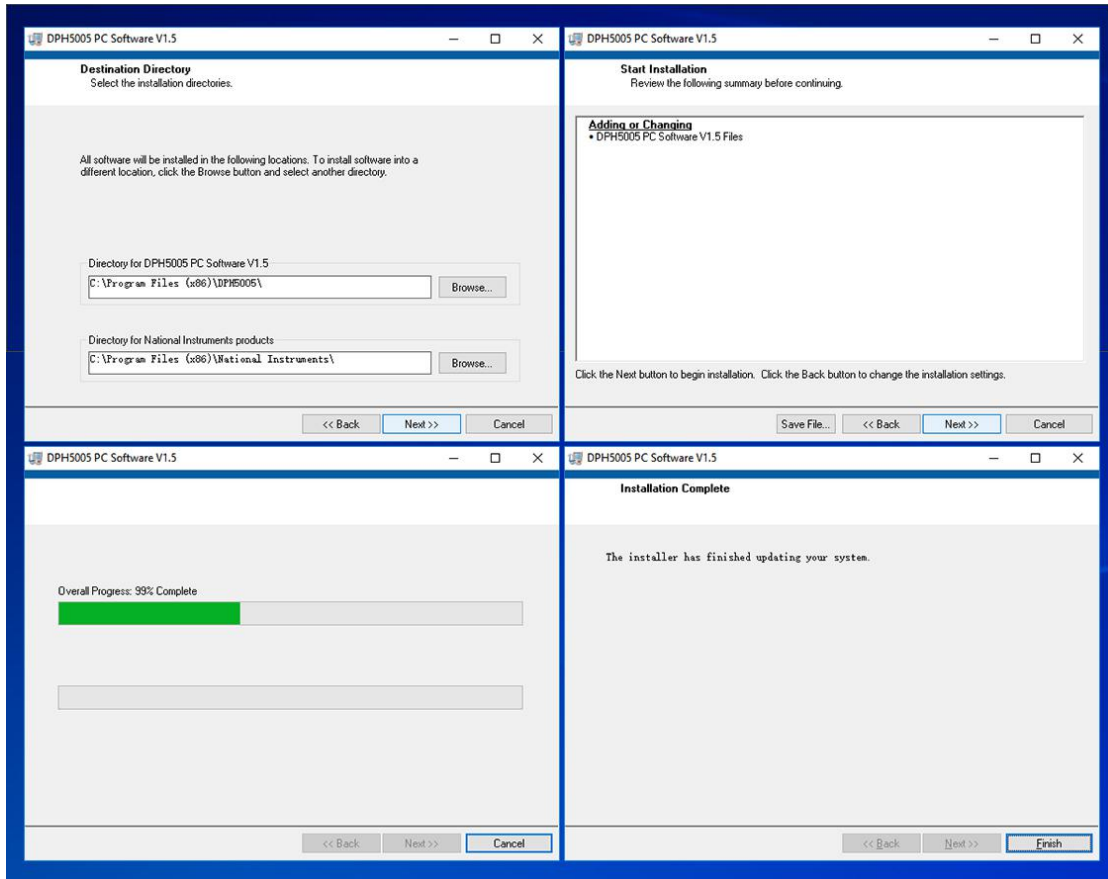 DPH5005 PC Software V1.5
Destination Directory
Select the installation directories.
All software will be installed in the following locations. To install software into a
different location, click the Browse button and select another directory.
Directory for DPH5005 PC Software V1.5
C:\Program Files (x86)\DPH5005\
Browse...
Directory for National Instruments products
C:\Program Files (x86)\National Instruments\
Browse...
<< Back
Next >>
Cancel
DPH5005 PC Software V1.5
Start Installation
Review the following summary before continuing.
Adding or Changing
• DPH5005 PC Software V1.5 Files
Click the Next button to begin installation. Click the Back button to change the installation settings.
Save File...
<< Back
Next >>
Cancel
DPH5005 PC Software V1.5
Overall Progress: 99% Complete
<< Back
Next >>
Cancel
DPH5005 PC Software V1.5
Installation Complete
The installer has finished updating your system.
<< Back
Next >>
Finish